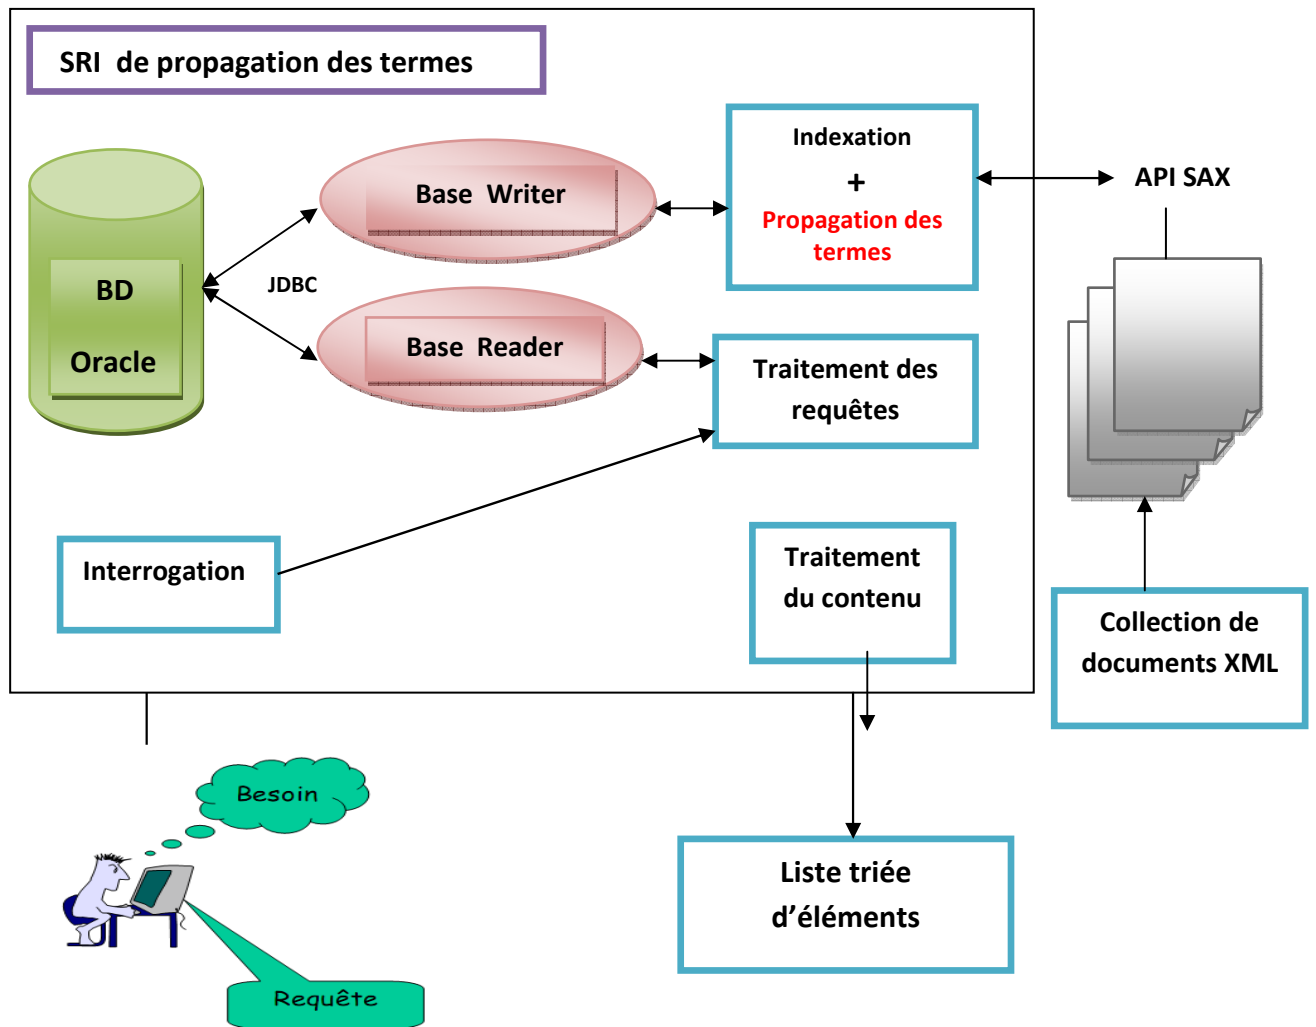 SRI de propagation des termes
Indexation
+
Propagation des
termes
API SAX
Base Writer
JDBC
BD
Oracle
Base Reader
Traitement des
requêtes
Interrogation
Traitement
du contenu
Collection de
documents XML
Besoin
Liste triée
d’éléments
Requête